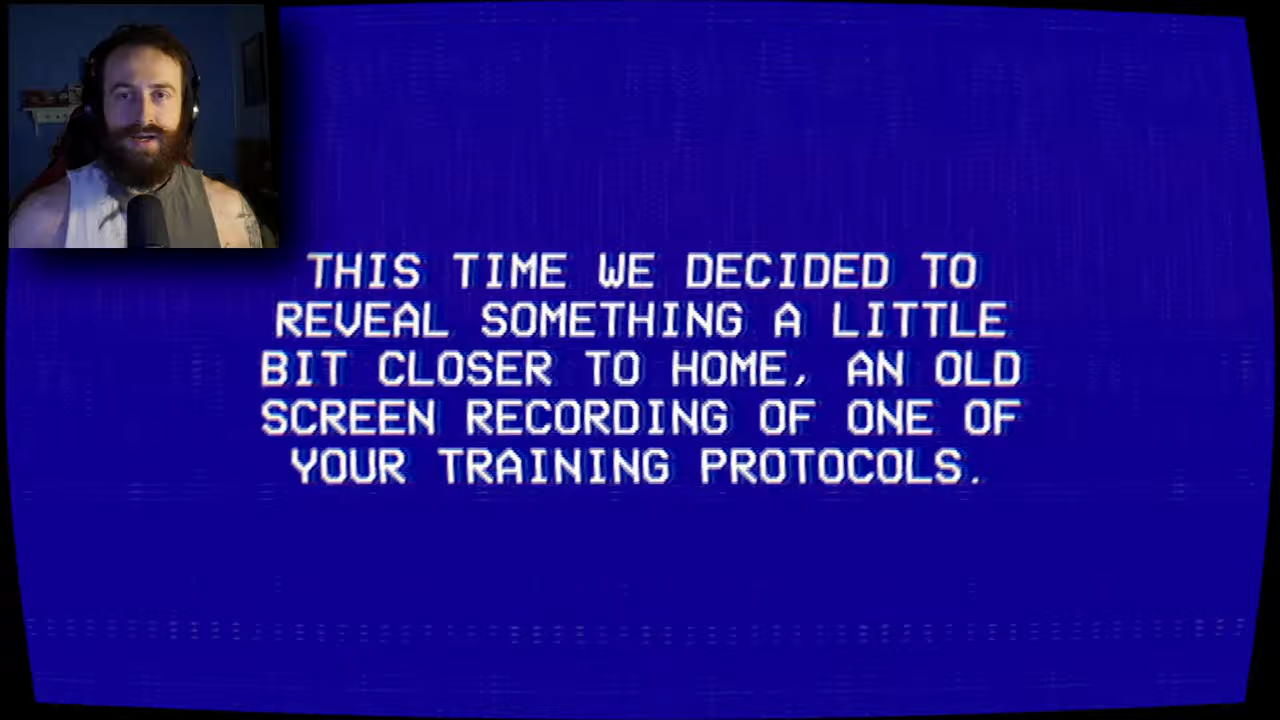 THIS TIME WE DECIDED TO
REVEAL SOMETHING A LITTLE
BIT CLOSER TO HOME, AN OLD
SCREEN RECORDING OF ONE OF
YOUR TRAINING PROTOCOLS.